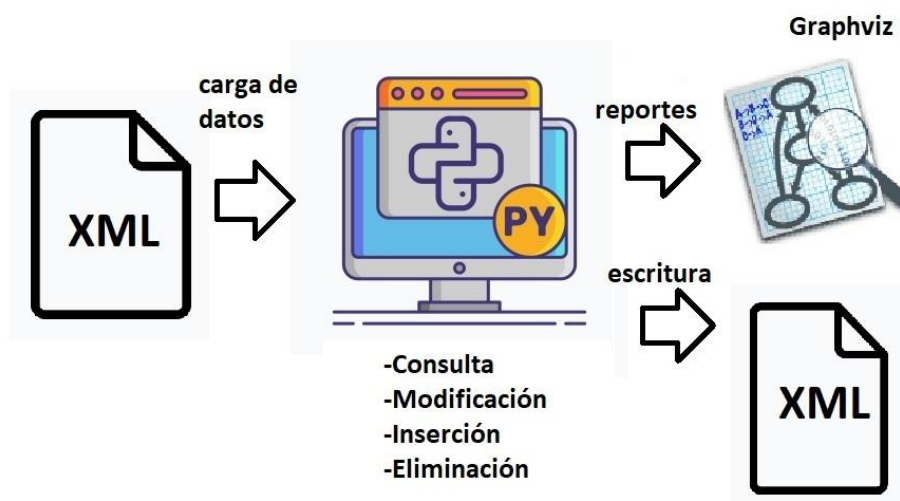 Graphviz
carga de
datos
reportes
XML
PY
escritura
XML
-Consulta
-Modificación
-Inserción
-Eliminación